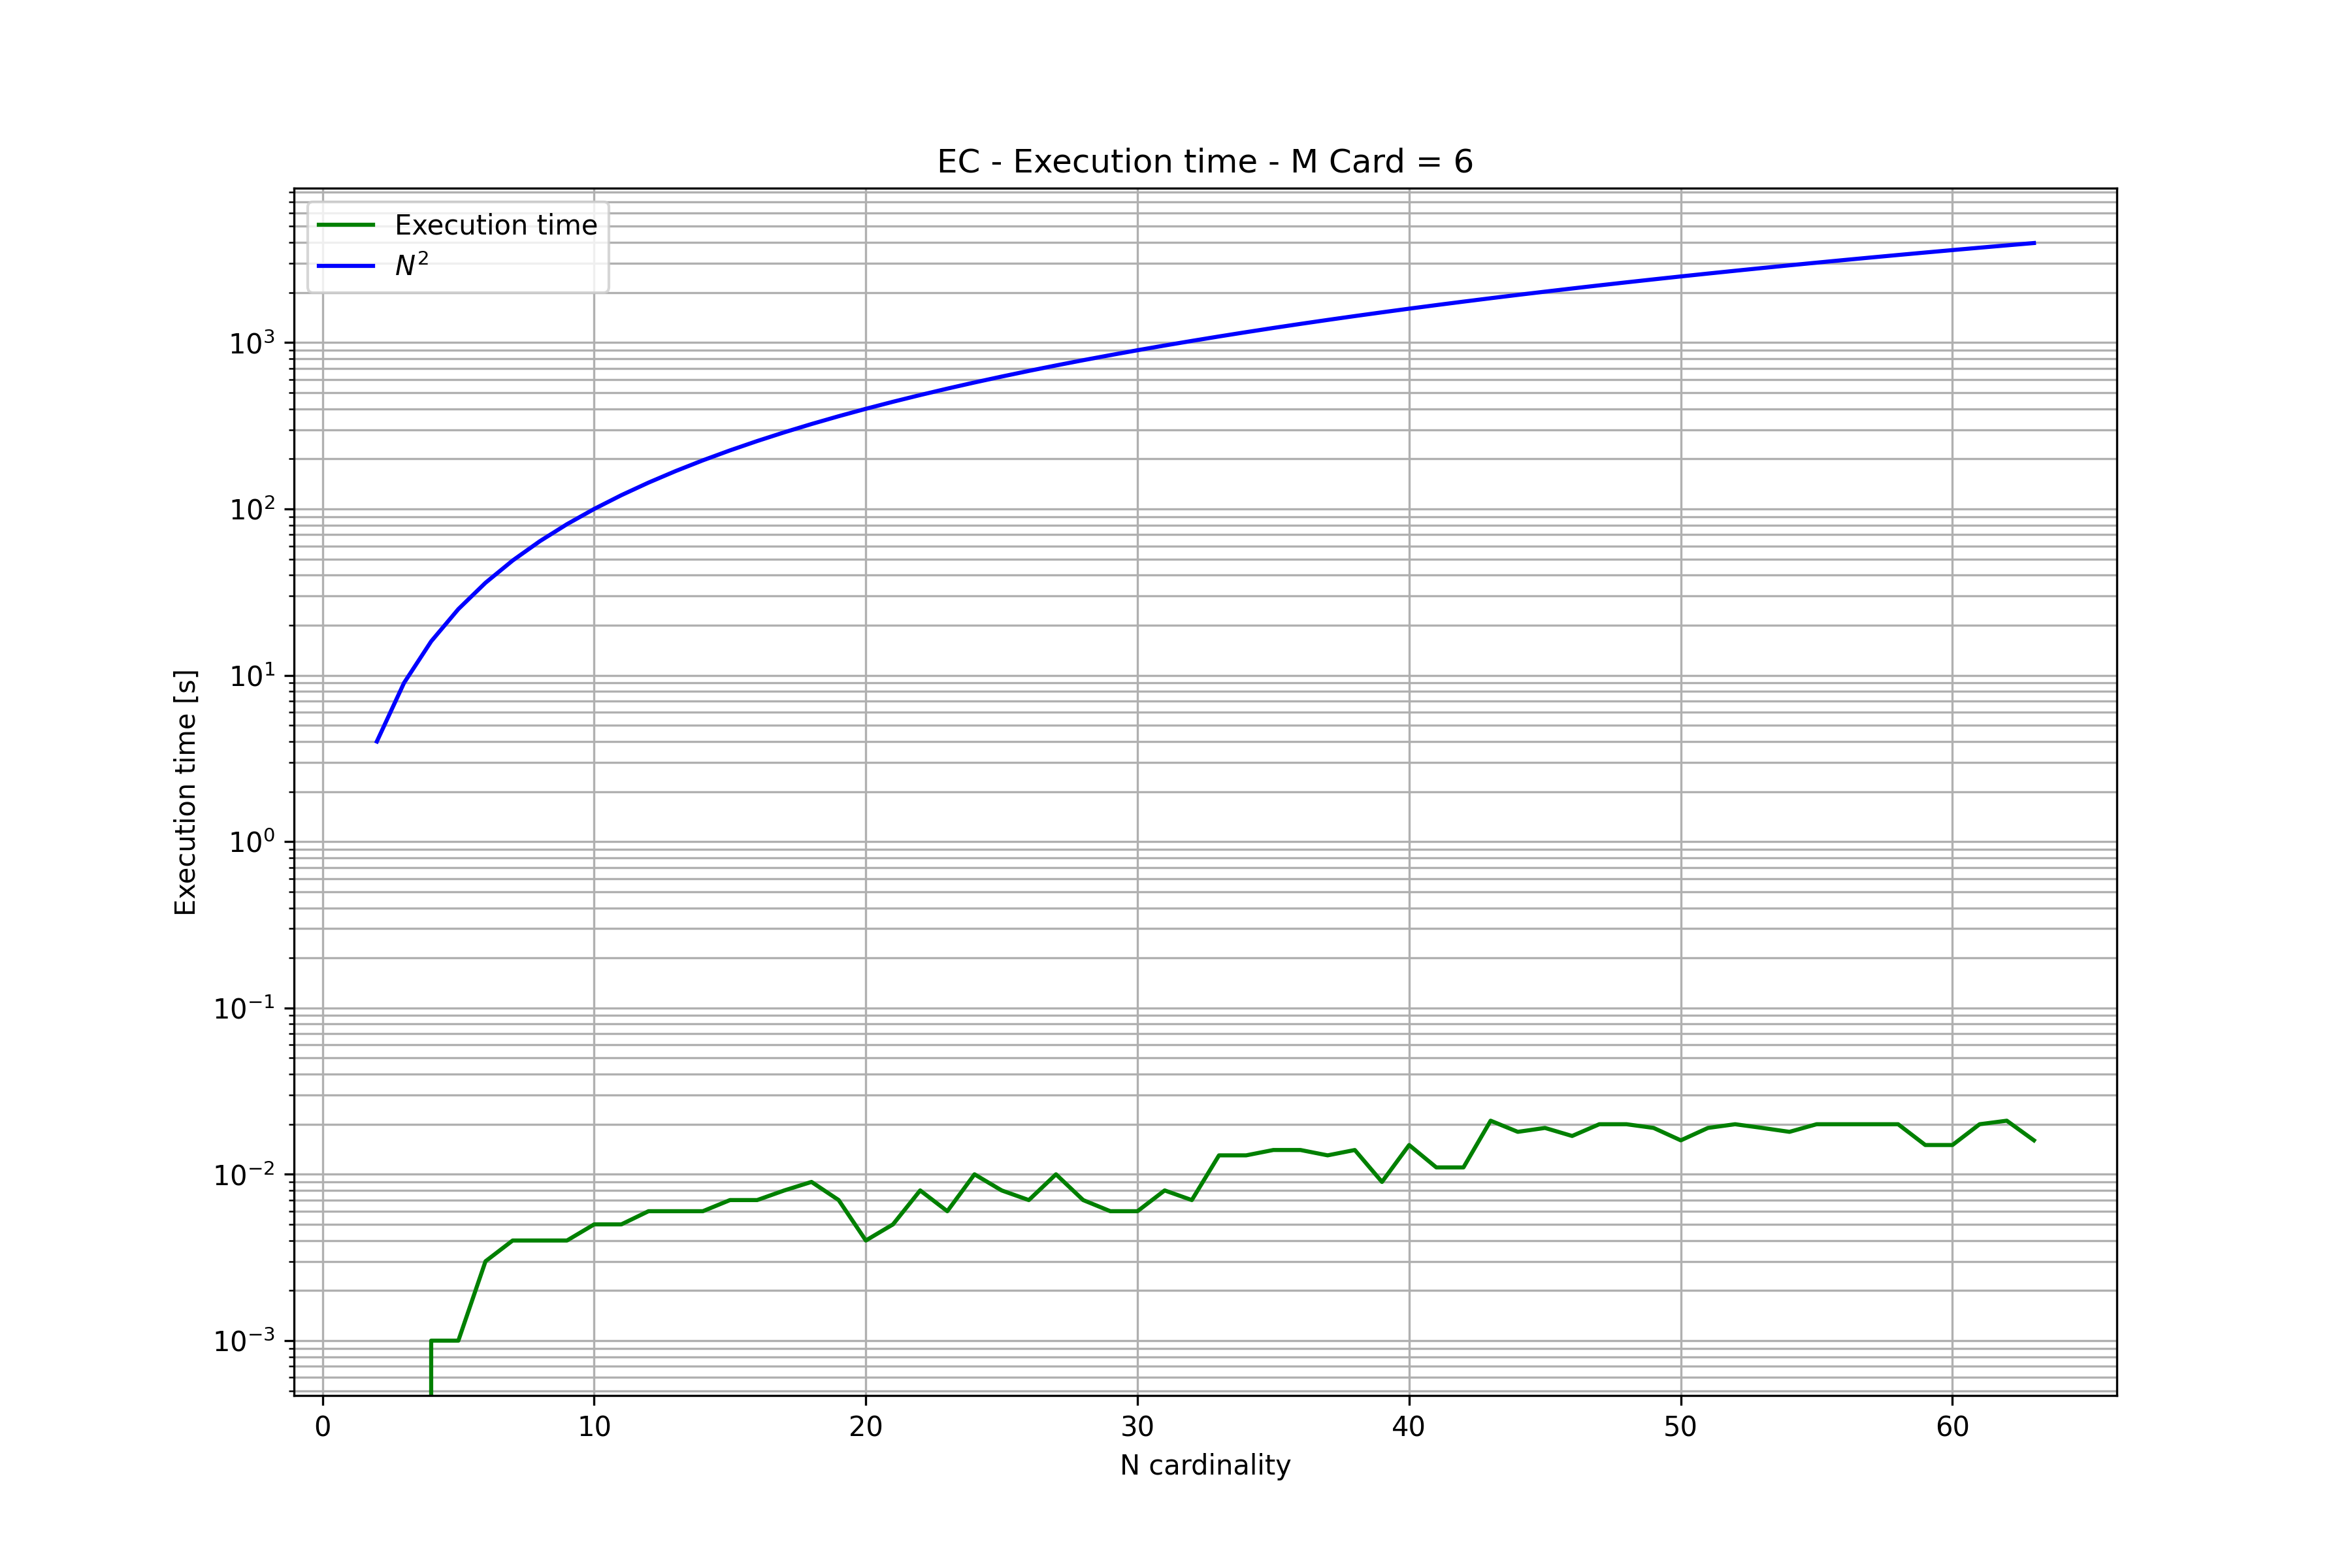 EC - Execution time - M Card = 6
Execution time
N²
10³
10²
10¹
10⁰
10⁻¹
10⁻²
10⁻³
Execution time [s]
0 10 20 30 40 50 60
N cardinality